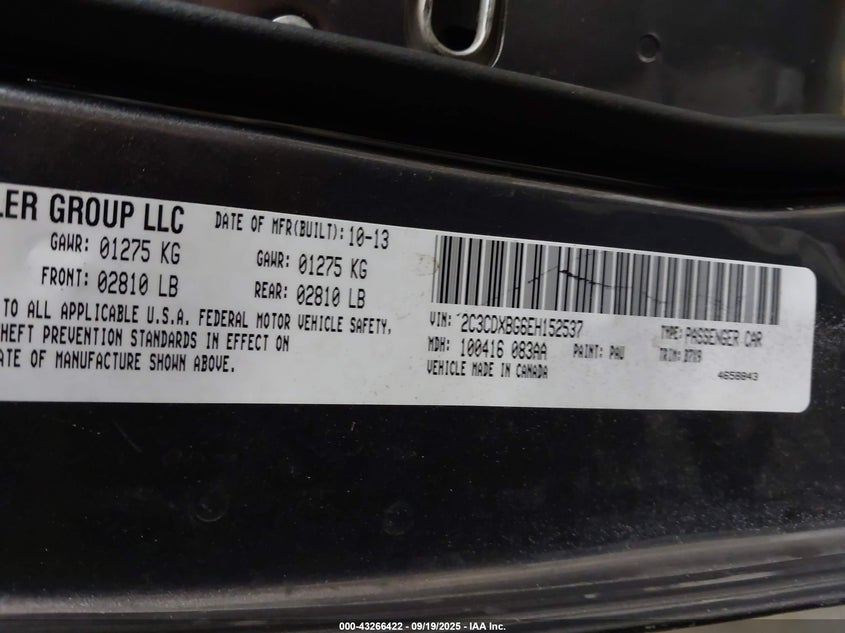 LER GROUP LLC
DATE OF MFR(BUILT): 10-13
GAWR: 01275 KG
GAWR: 01275 KG
FRONT: 02810 LB
REAR: 02810 LB
TO ALL APPLICABLE U.S.A. FEDERAL MOTOR VEHICLE SAFETY,
HEFT PREVENTION STANDARDS IN EFFECT ON
ATE OF MANUFACTURE SHOWN ABOVE.
VIN: 2C3CDXBG6EH152537
TYPE: PASSENGER CAR
MDH: 100416 083AA
PAINT: PAU
TRIM: D7X9
VEHICLE MADE IN CANADA
4658843
000-43266422 - 09/19/2025 - IAA Inc.